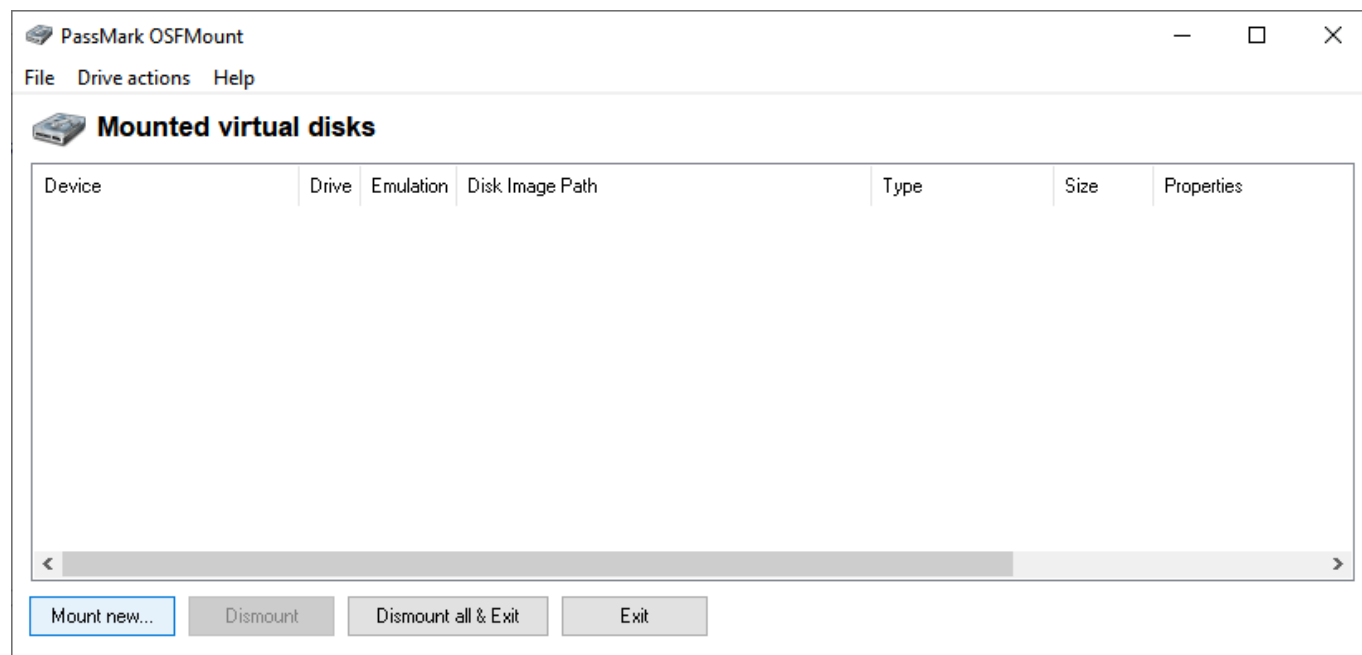 PassMark OSFMount
File Drive actions Help
Mounted virtual disks
Device Drive Emulation Disk Image Path Type Size Properties
Mount new... Dismount Dismount all & Exit Exit